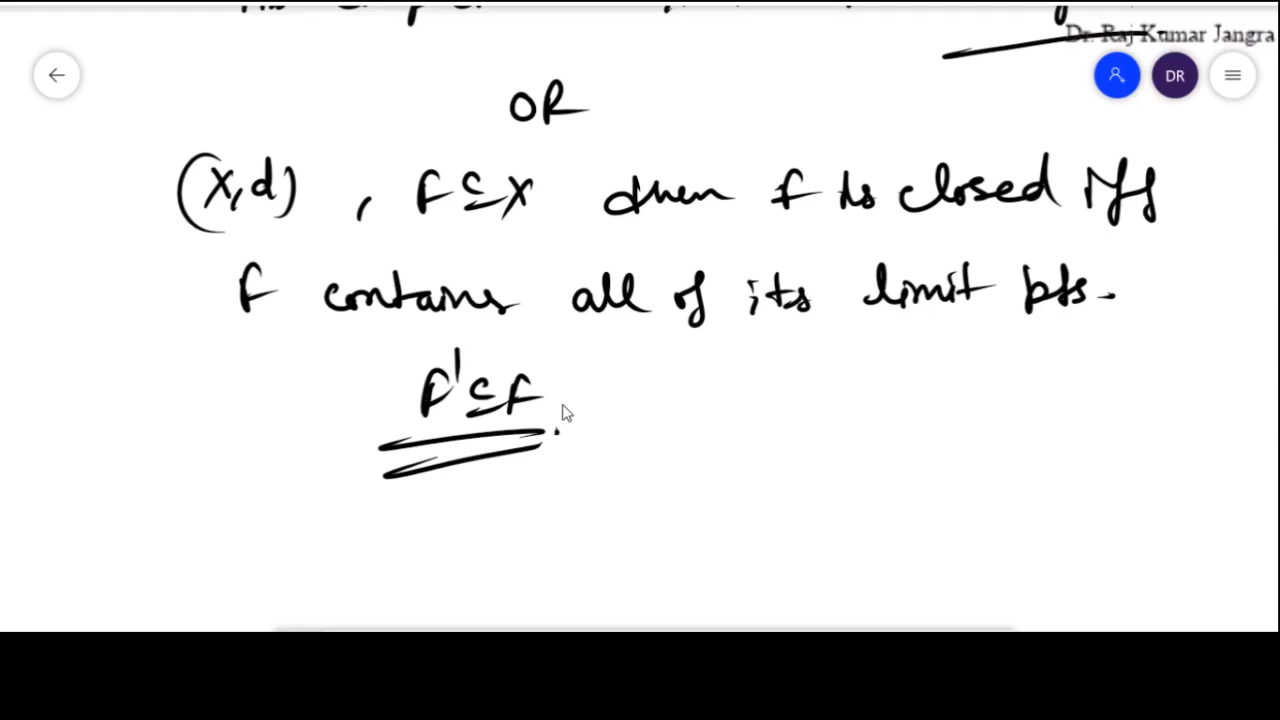 Dr. Raj Kumar Jangra
DR
OR
(X,d) , F⊆X then F is closed iff
F contains all of its limit pts.
F'⊆F.